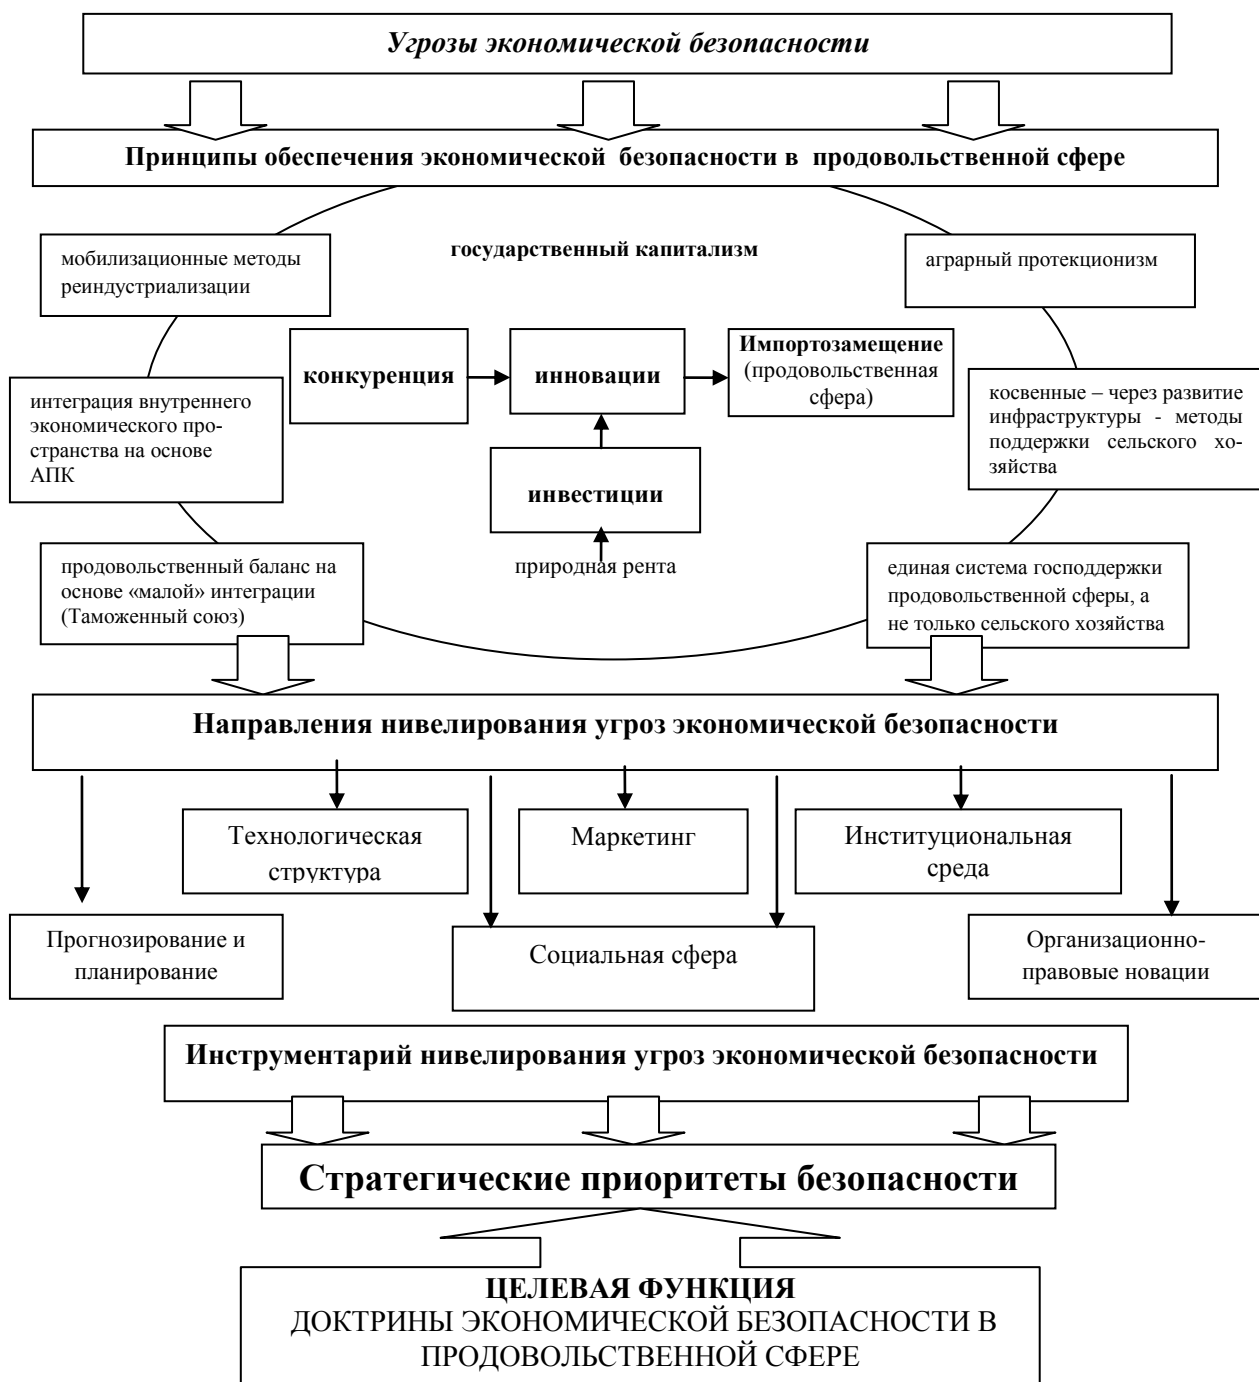 Угрозы экономической безопасности
Принципы обеспечения экономической безопасности в продовольственной сфере
государственный капитализм
мобилизационные методы
реиндустриализации
аграрный протекционизм
конкуренция
инновации
Импортозамещение
(продовольственная
сфера)
интеграция внутреннего
экономического про-
странства на основе
АПК
косвенные – через развитие
инфраструктуры - методы
поддержки сельского хо-
зяйства
инвестиции
природная рента
продовольственный баланс на
основе «малой» интеграции
(Таможенный союз)
единая система господдержки
продовольственной сферы, а
не только сельского хозяйства
Направления нивелирования угроз экономической безопасности
Технологическая
структура
Маркетинг
Институциональная
среда
Прогнозирование и
планирование
Социальная сфера
Организационно-
правовые новации
Инструментарий нивелирования угроз экономической безопасности
Стратегические приоритеты безопасности
ЦЕЛЕВАЯ ФУНКЦИЯ
ДОКТРИНЫ ЭКОНОМИЧЕСКОЙ БЕЗОПАСНОСТИ В
ПРОДОВОЛЬСТВЕННОЙ СФЕРЕ